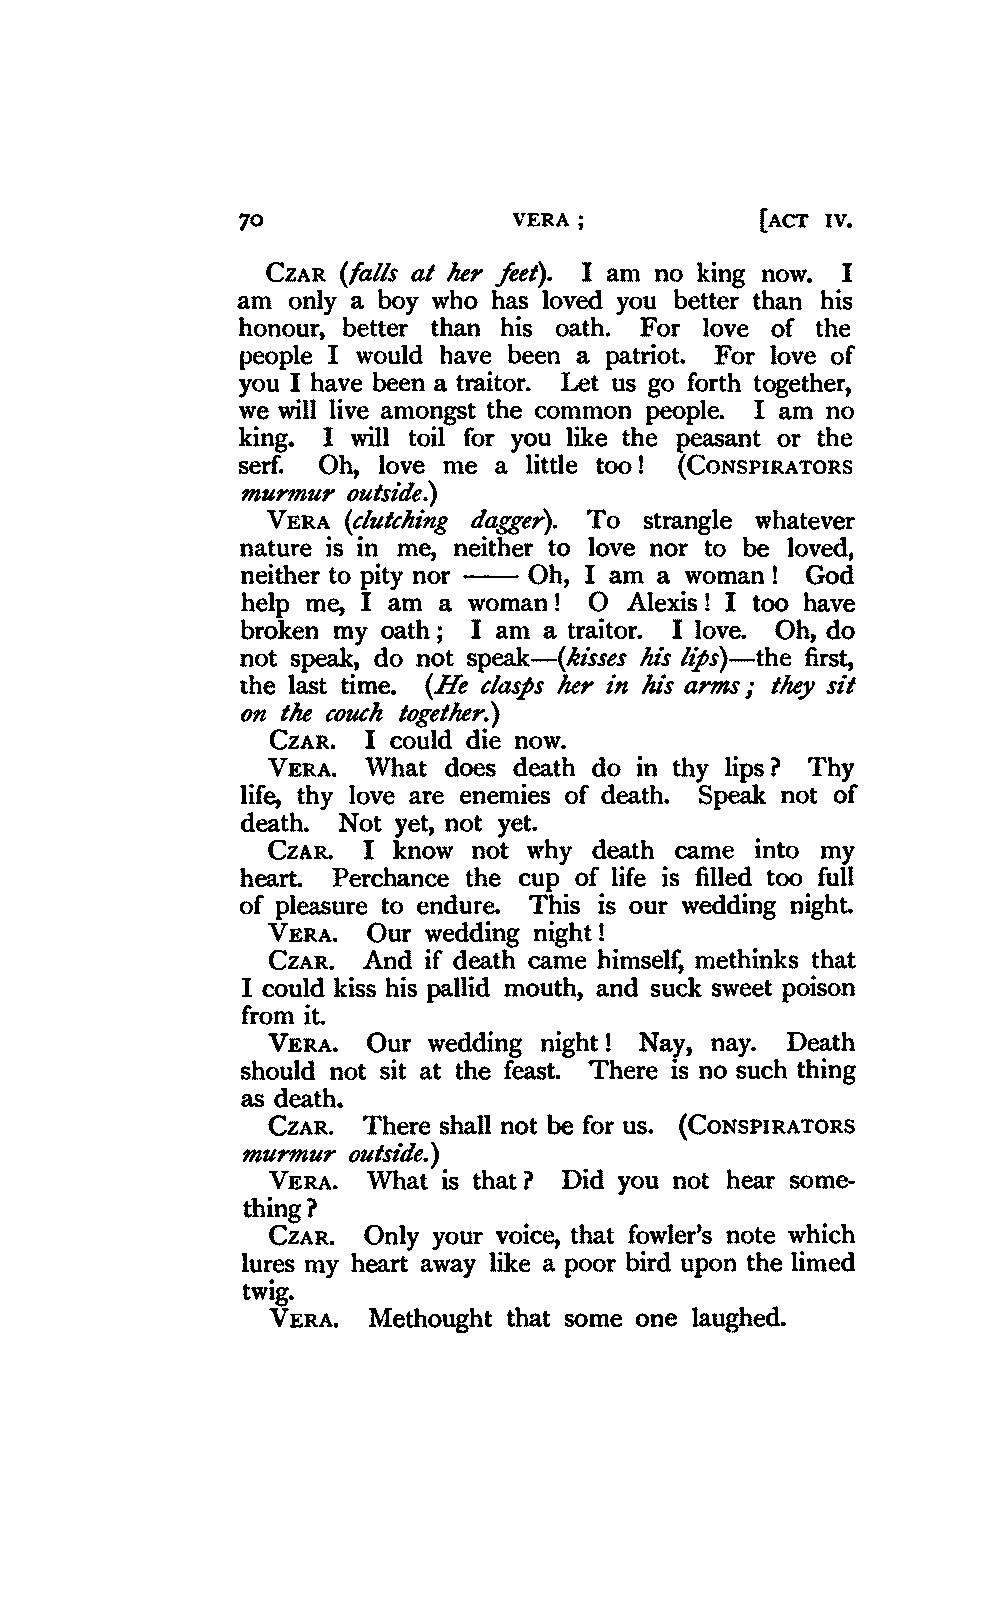 70 VERA ; [ACT IV.
CZAR (falls at her feet). I am no king now. I
am only a boy who has loved you better than his
honour, better than his oath. For love of the
people I would have been a patriot. For love of
you I have been a traitor. Let us go forth together,
we will live amongst the common people. I am no
king. I will toil for you like the peasant or the
serf. Oh, love me a little too! (CONSPIRATORS
murmur outside.)
VERA (clutching dagger). To strangle whatever
nature is in me, neither to love nor to be loved,
neither to pity nor —— Oh, I am a woman! God
help me, I am a woman! O Alexis! I too have
broken my oath; I am a traitor. I love. Oh, do
not speak, do not speak—(kisses his lips)—the first,
the last time. (He clasps her in his arms; they sit
on the couch together.)
CZAR. I could die now.
VERA. What does death do in thy lips? Thy
life, thy love are enemies of death. Speak not of
death. Not yet, not yet.
CZAR. I know not why death came into my
heart. Perchance the cup of life is filled too full
of pleasure to endure. This is our wedding night.
VERA. Our wedding night!
CZAR. And if death came himself, methinks that
I could kiss his pallid mouth, and suck sweet poison
from it.
VERA. Our wedding night! Nay, nay. Death
should not sit at the feast. There is no such thing
as death.
CZAR. There shall not be for us. (CONSPIRATORS
murmur outside.)
VERA. What is that? Did you not hear some-
thing?
CZAR. Only your voice, that fowler's note which
lures my heart away like a poor bird upon the limed
twig.
VERA. Methought that some one laughed.